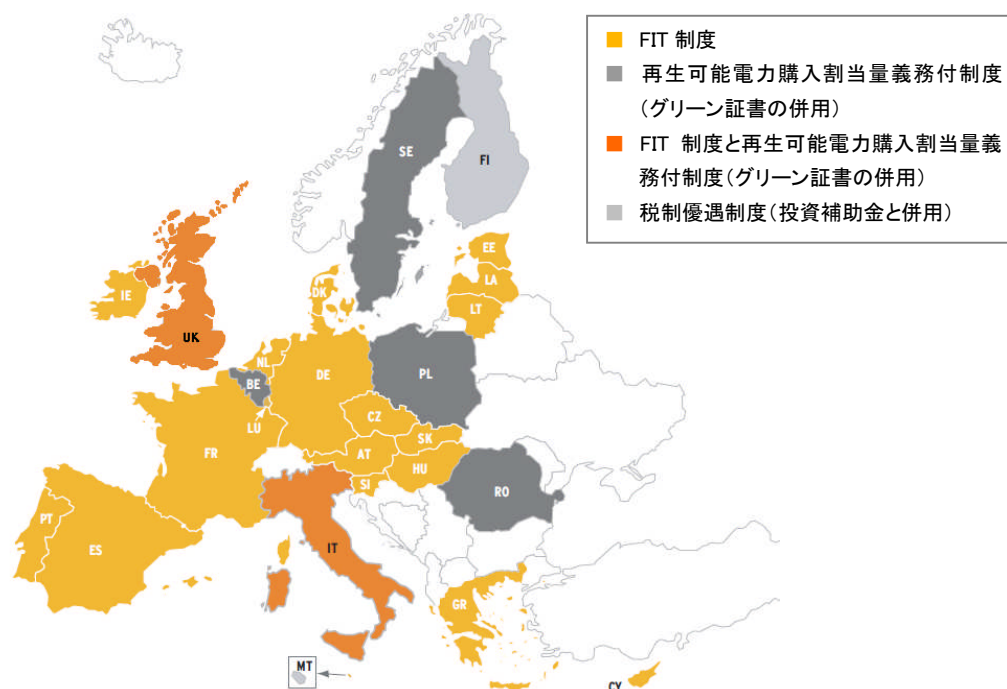 FIT 制度
再生可能電力購入割当量義務付制度
(グリーン証書の併用)
FIT 制度と再生可能電力購入割当量義
務付制度(グリーン証書の併用)
税制優遇制度(投資補助金と併用)
SE
FI
EE
LA
LT
DK
IE
UK
NL
BE
DE
PL
LU
CZ
SK
FR
AT
HU
SI
RO
PT
ES
IT
GR
MT
CY